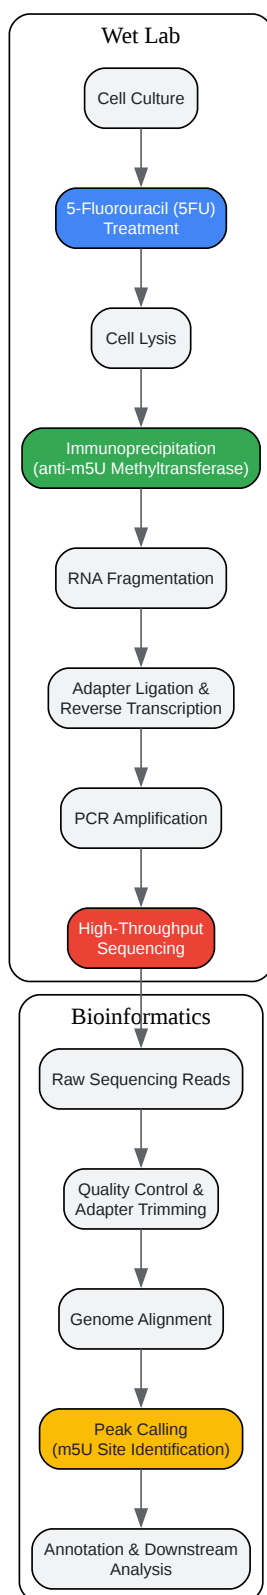 Wet Lab
Cell Culture
5-Fluorouracil (5FU)
Treatment
Cell Lysis
Immunoprecipitation
(anti-m5U Methyltransferase)
RNA Fragmentation
Adapter Ligation &
Reverse Transcription
PCR Amplification
High-Throughput
Sequencing
Bioinformatics
Raw Sequencing Reads
Quality Control &
Adapter Trimming
Genome Alignment
Peak Calling
(m5U Site Identification)
Annotation & Downstream
Analysis